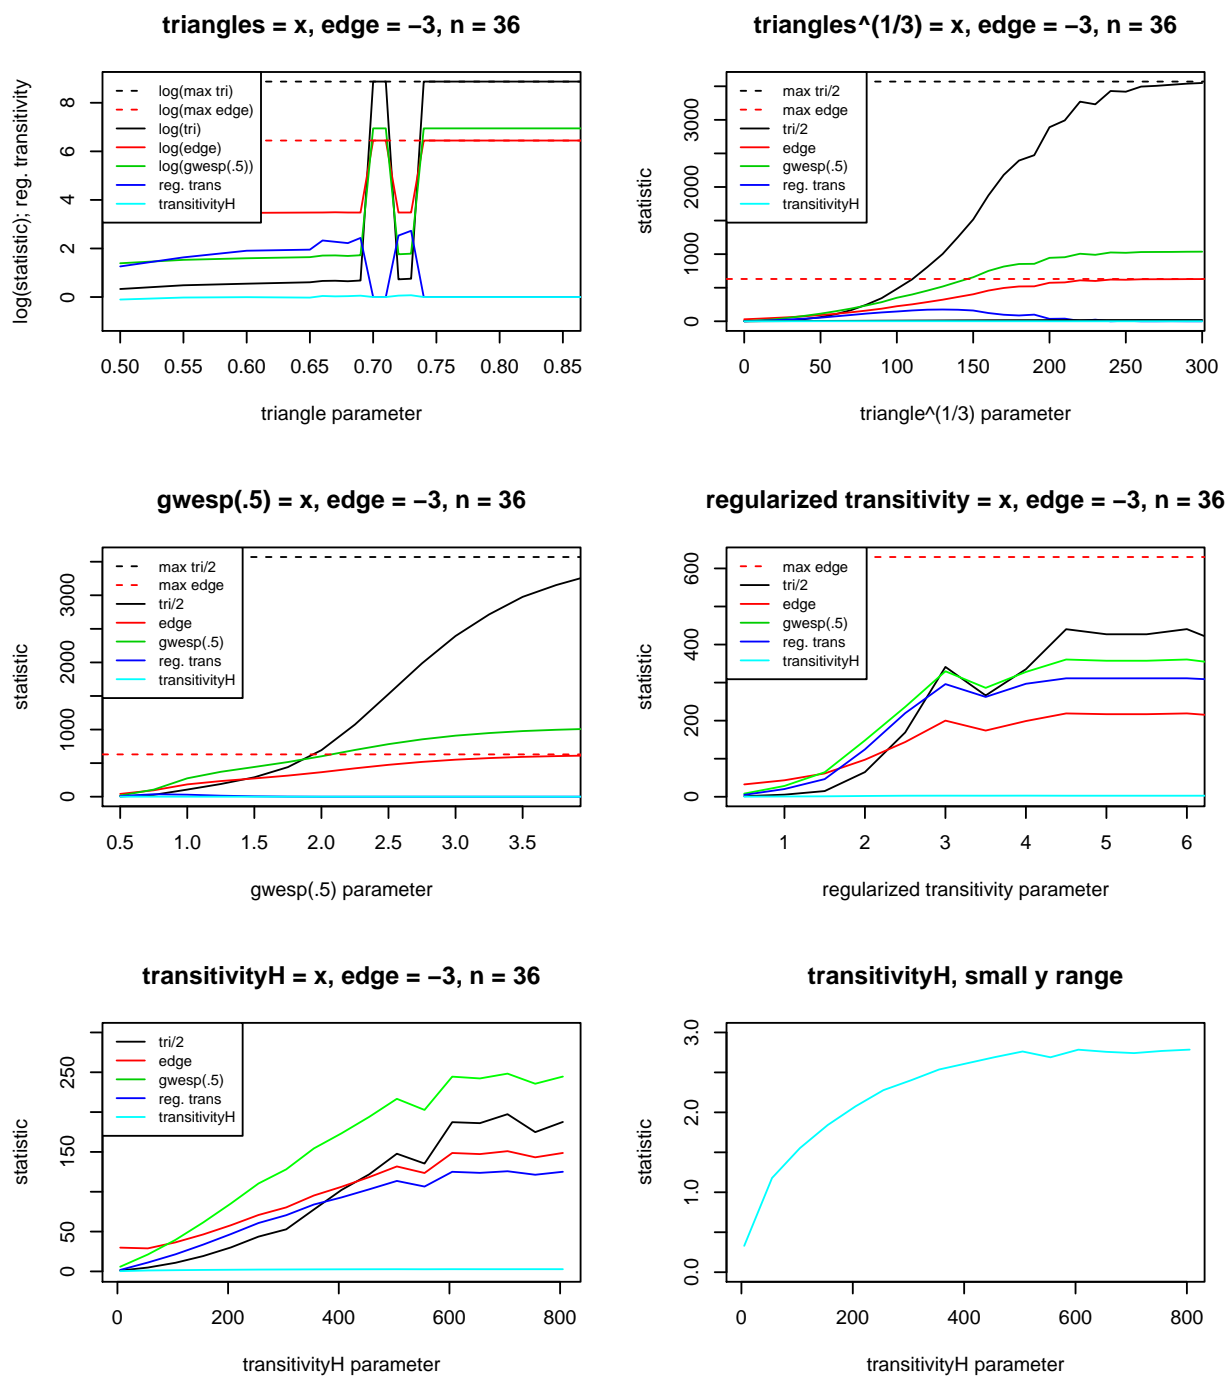 triangles = x, edge = −3, n = 36
log(statistic); reg. transitivity
8
6
4
2
0
log(max tri)
log(max edge)
log(tri)
log(edge)
log(gwesp(.5))
reg. trans
transitivityH
0.50 0.55 0.60 0.65 0.70 0.75 0.80 0.85
triangle parameter
triangles^(1/3) = x, edge = −3, n = 36
statistic
3000
2000
1000
0
max tri/2
max edge
tri/2
edge
gwesp(.5)
reg. trans
transitivityH
0 50 100 150 200 250 300
triangle^(1/3) parameter
gwesp(.5) = x, edge = −3, n = 36
statistic
3000
2000
1000
0
max tri/2
max edge
tri/2
edge
gwesp(.5)
reg. trans
transitivityH
0.5 1.0 1.5 2.0 2.5 3.0 3.5
gwesp(.5) parameter
regularized transitivity = x, edge = −3, n = 36
statistic
600
400
200
0
max edge
tri/2
edge
gwesp(.5)
reg. trans
transitivityH
1 2 3 4 5 6
regularized transitivity parameter
transitivityH = x, edge = −3, n = 36
statistic
250
150
50
0
tri/2
edge
gwesp(.5)
reg. trans
transitivityH
0 200 400 600 800
transitivityH parameter
transitivityH, small y range
statistic
3.0
2.0
1.0
0.0
0 200 400 600 800
transitivityH parameter